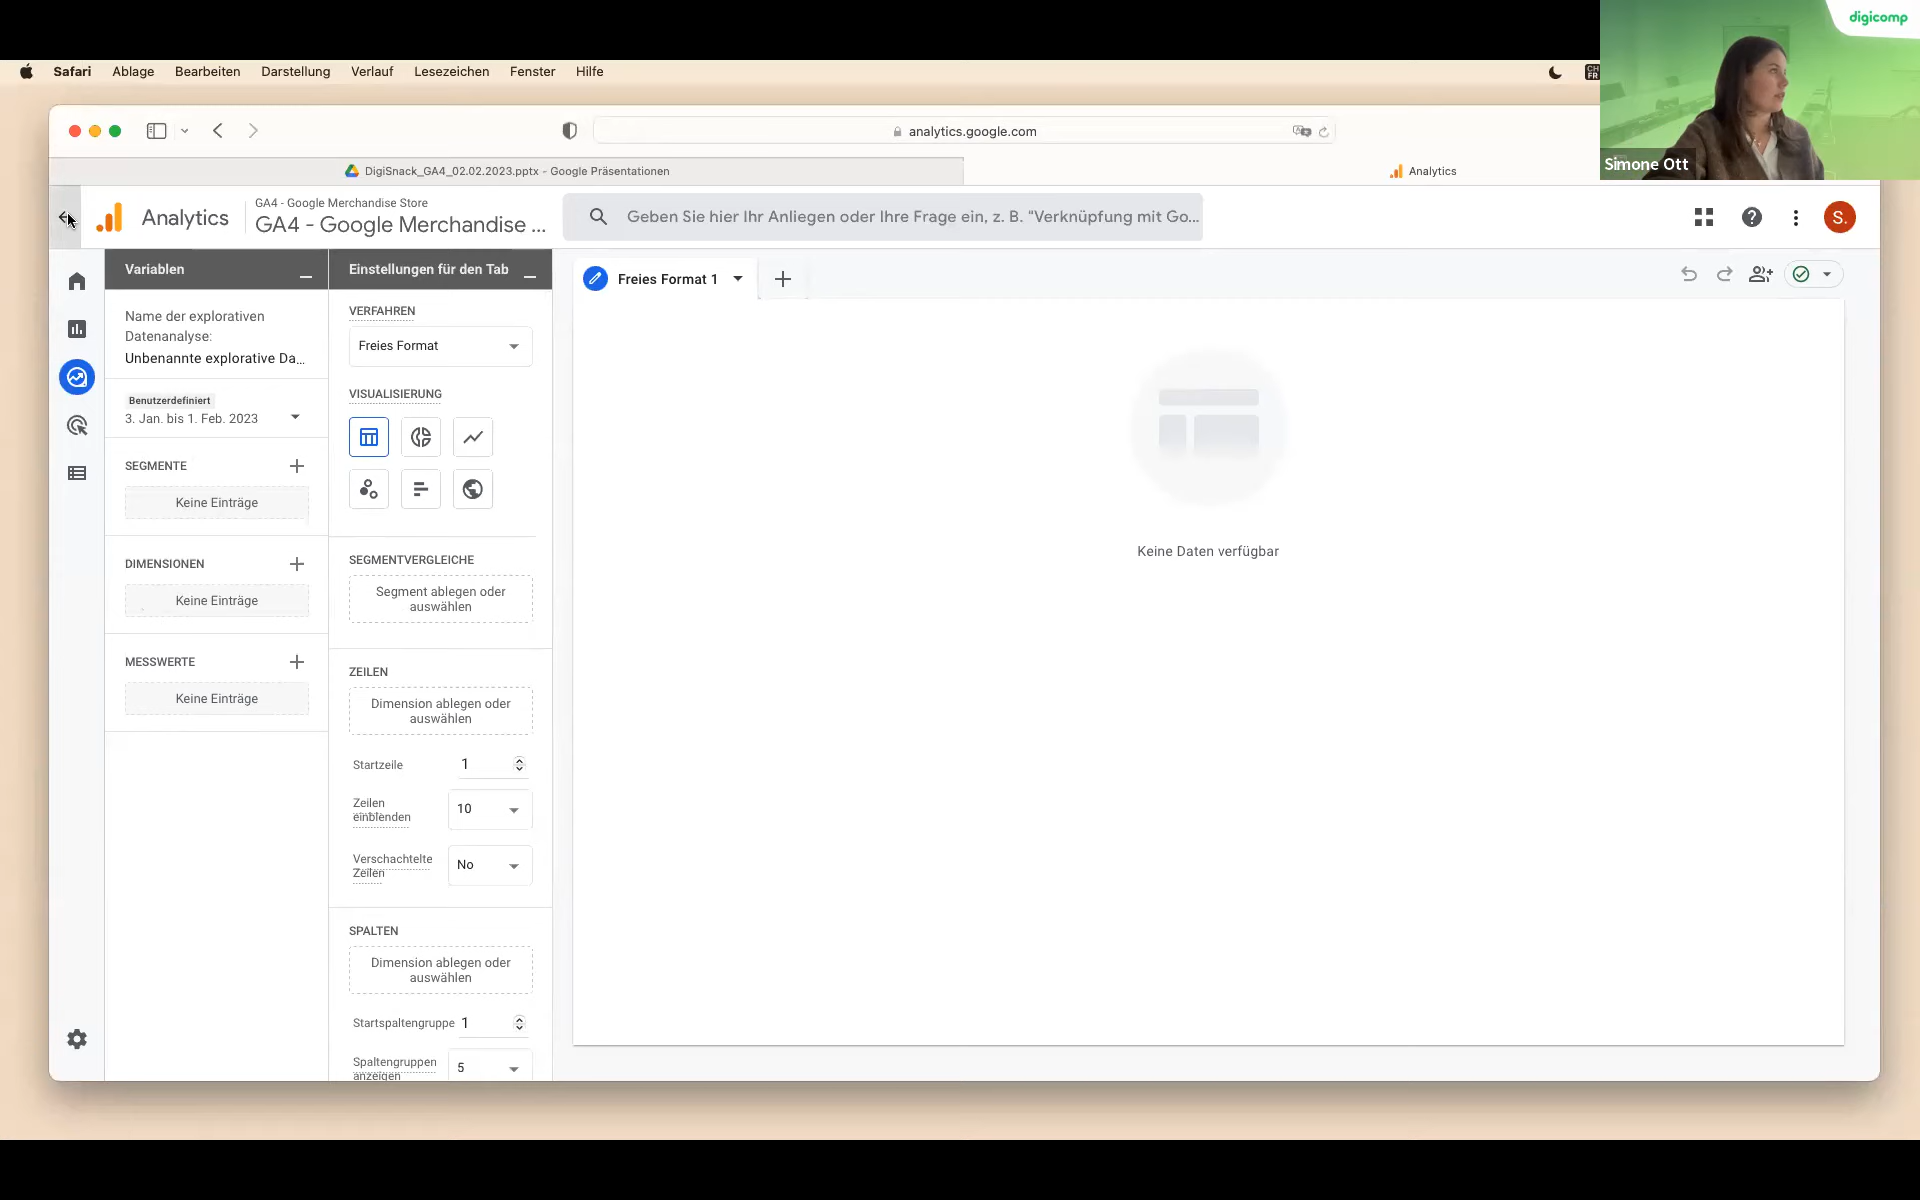 digicomp
Simone Ott
Safari Ablage Bearbeiten Darstellung Verlauf Lesezeichen Fenster Hilfe
CH
FR
analytics.google.com
DigiSnack_GA4_02.02.2023.pptx - Google Präsentationen
Analytics
Analytics
GA4 - Google Merchandise Store
GA4 - Google Merchandise ...
Geben Sie hier Ihr Anliegen oder Ihre Frage ein, z. B. "Verknüpfung mit Go...
S.
Variablen
Name der explorativen
Datenanalyse:
Unbenannte explorative Da...
Benutzerdefiniert
3. Jan. bis 1. Feb. 2023
SEGMENTE
Keine Einträge
DIMENSIONEN
Keine Einträge
MESSWERTE
Keine Einträge
Einstellungen für den Tab
VERFAHREN
Freies Format
VISUALISIERUNG
SEGMENTVERGLEICHE
Segment ablegen oder
auswählen
ZEILEN
Dimension ablegen oder
auswählen
Startzeile 1
Zeilen
einblenden
10
Verschachtelte
Zeilen
No
SPALTEN
Dimension ablegen oder
auswählen
Startspaltengruppe 1
Spaltengruppen
anzeigen
5
Freies Format 1
Keine Daten verfügbar